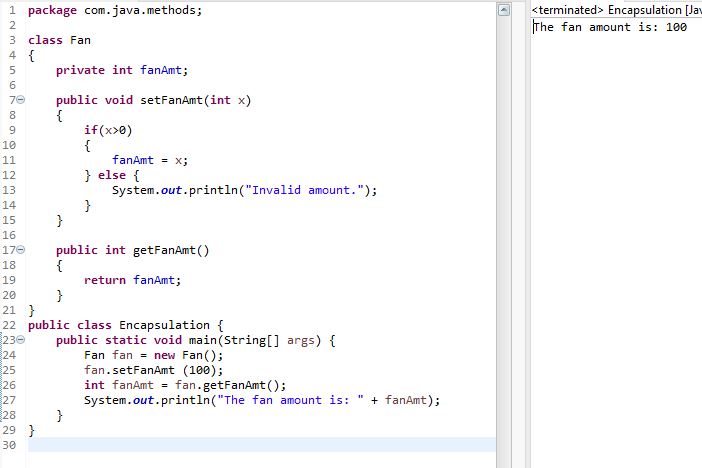 1 package com.java.methods;
2
3 class Fan
4 {
5 private int fanAmt;
6
7 public void setFanAmt(int x)
8 {
9 if(x>0)
10 {
11 fanAmt = x;
12 } else {
13 System.out.println("Invalid amount.");
14 }
15 }
16
17 public int getFanAmt()
18 {
19 return fanAmt;
20 }
21 }
22 public class Encapsulation {
23 public static void main(String[] args) {
24 Fan fan = new Fan();
25 fan.setFanAmt (100);
26 int fanAmt = fan.getFanAmt();
27 System.out.println("The fan amount is: " + fanAmt);
28 }
29 }
30
<terminated> Encapsulation [Jav
The fan amount is: 100